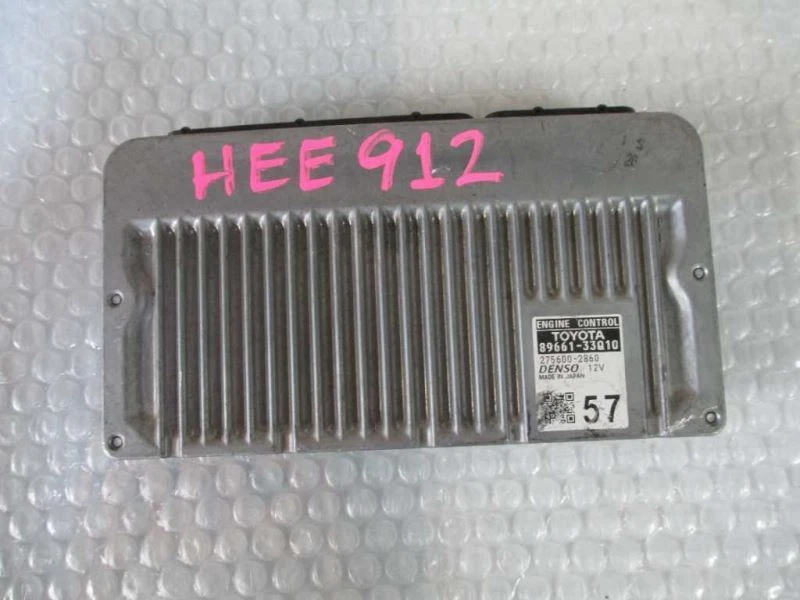 HEE 912
ENGINE CONTROL
TOYOTA
89661-33Q10
275600-2860
DENSO 12V
MADE IN JAPAN
57